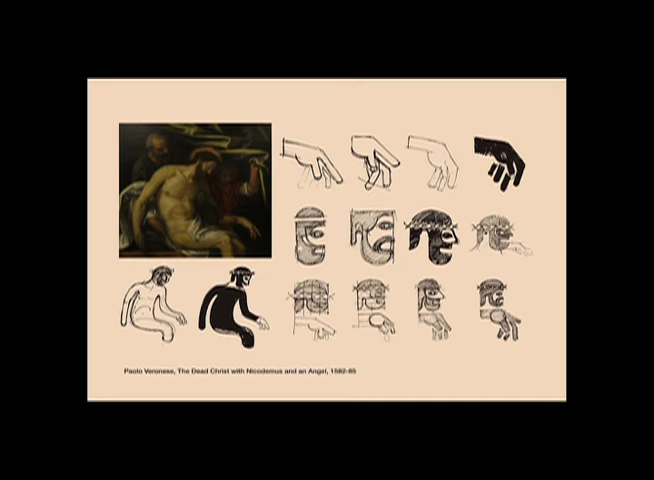 Paolo Veronese, The Dead Christ with Nicodemus and an Angel, 1582-85